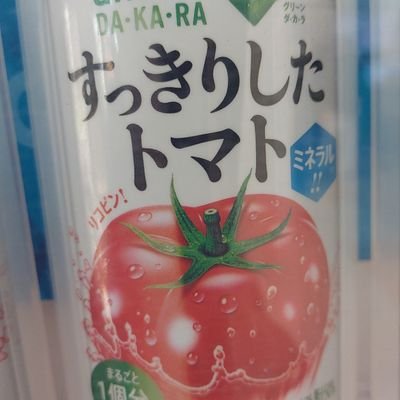 DA・KA・RA
グリーン
ダ・カ・ラ
すっきりした
トマト
ミネラル
!!
リコピン!
まるごと
1個分